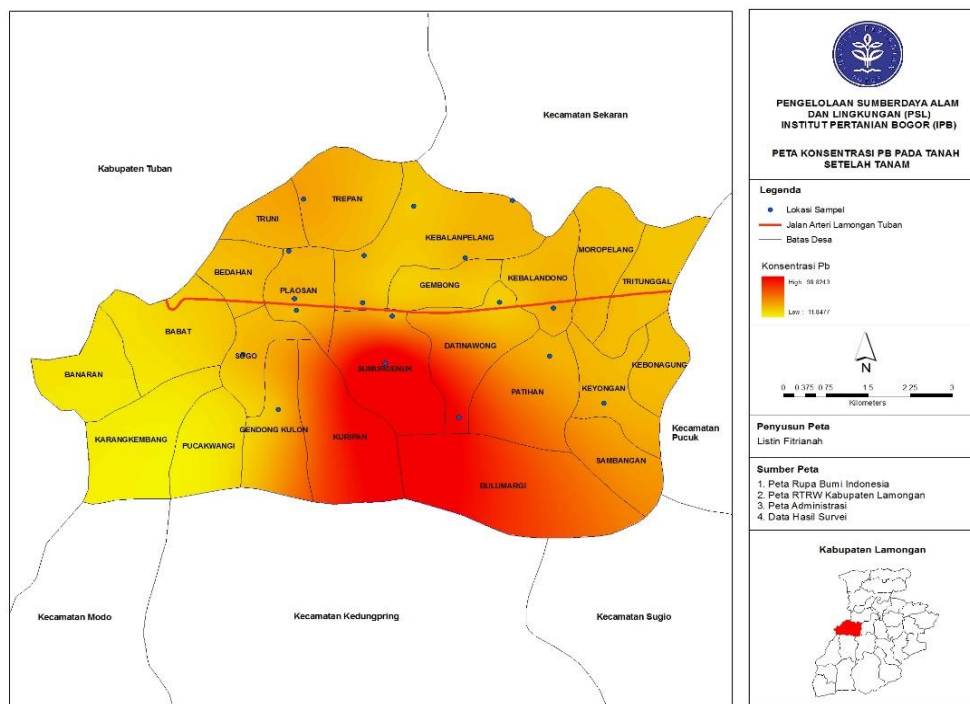 Kecamatan Sekaran
Kabupaten Tuban
TREPAN
TRUNI
KEBALANPELANG
MOROPELANG
BEDAHAN
GEMBONG
KEBALANDONO
TRITUNGGAL
PLAOSAN
BABAT
DATINAWONG
SOGO
SUMURGENUK
KEBONAGUNG
BANARAN
PATIHAN
KEYONGAN
KARANGKEMBANG
PUCAKWANGI
GENDONG KULON
KURIPAN
Kecamatan
Pucuk
SAMBANGAN
BULUMARGI
Kecamatan Modo
Kecamatan Kedungpring
Kecamatan Sugio
PENGELOLAAN SUMBERDAYA ALAM
DAN LINGKUNGAN (PSL)
INSTITUT PERTANIAN BOGOR (IPB)
PETA KONSENTRASI PB PADA TANAH
SETELAH TANAM
Legenda
Lokasi Sampel
Jalan Arteri Lamongan Tuban
Batas Desa
Konsentrasi Pb
High
Low :
N
0 0.375 0.75 1.5 2.25 3
Kilometers
Penyusun Peta
Listin Fitrianah
Sumber Peta
1. Peta Rupa Bumi Indonesia
2. Peta RTRW Kabupaten Lamongan
3. Peta Administrasi
4. Data Hasil Survei
Kabupaten Lamongan